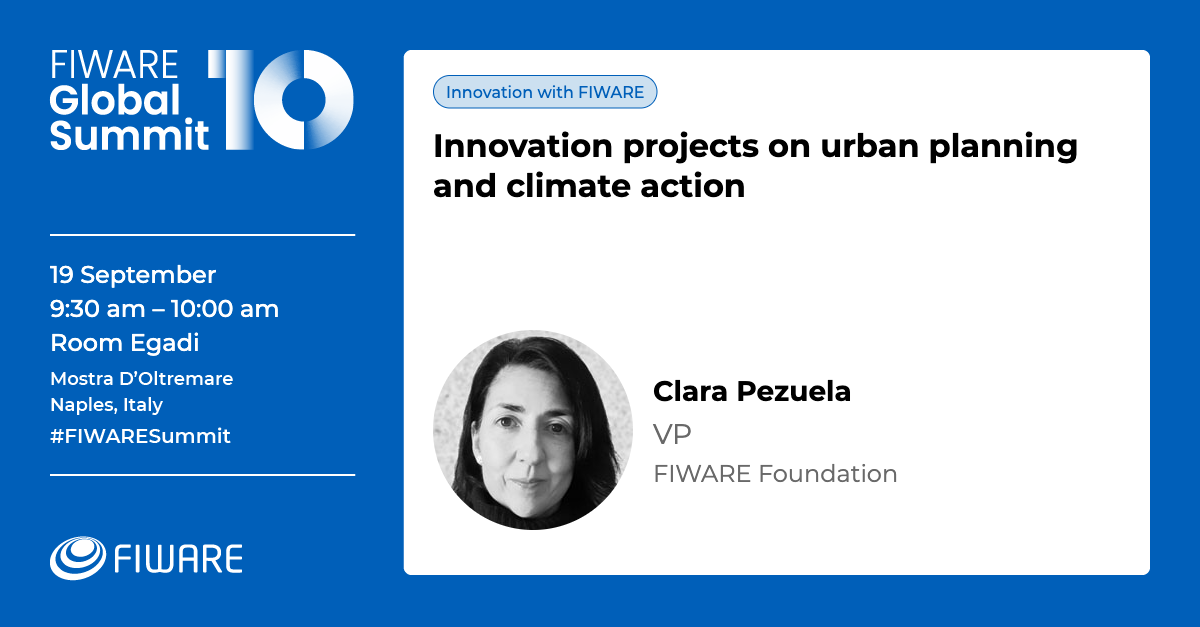 FIWARE
Global
Summit 10
19 September
9:30 am – 10:00 am
Room Egadi
Mostra D’Oltremare
Naples, Italy
#FIWARESummit
FIWARE
Innovation with FIWARE
Innovation projects on urban planning
and climate action
Clara Pezuela
VP
FIWARE Foundation